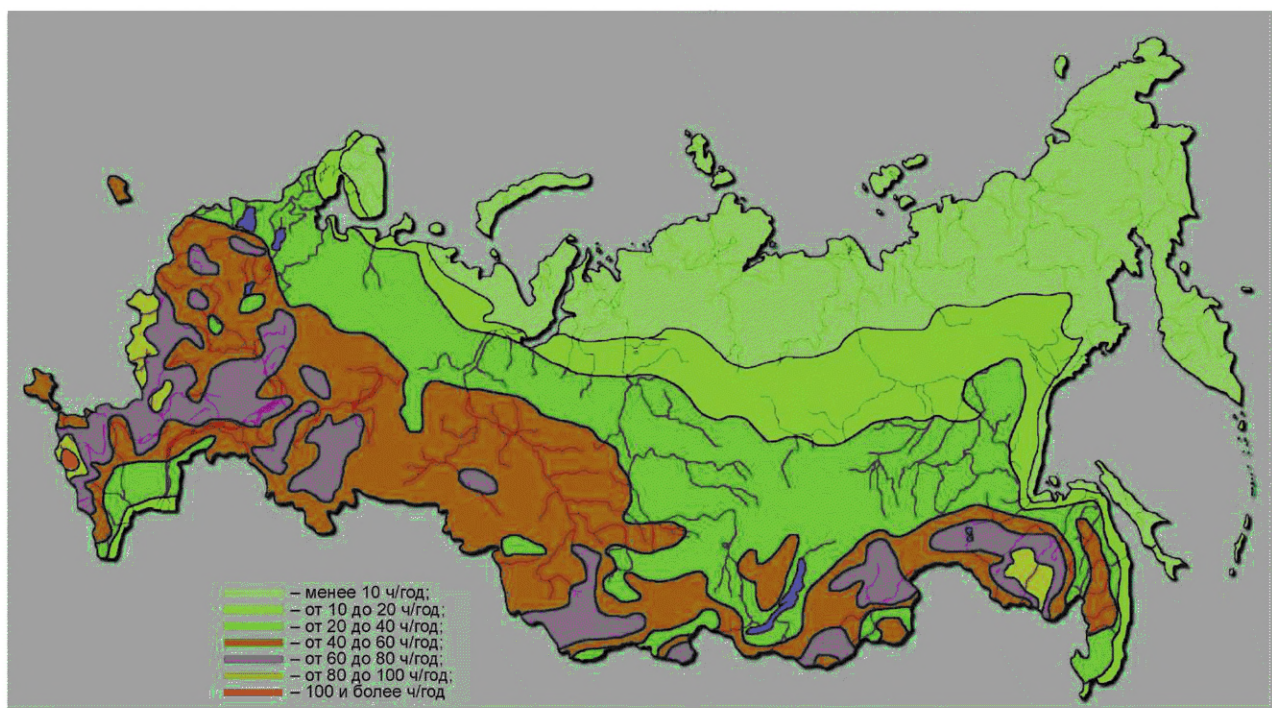 – менее 10 ч/год;
– от 10 до 20 ч/год;
– от 20 до 40 ч/год;
– от 40 до 60 ч/год;
– от 60 до 80 ч/год;
– от 80 до 100 ч/год;
– 100 и более ч/год